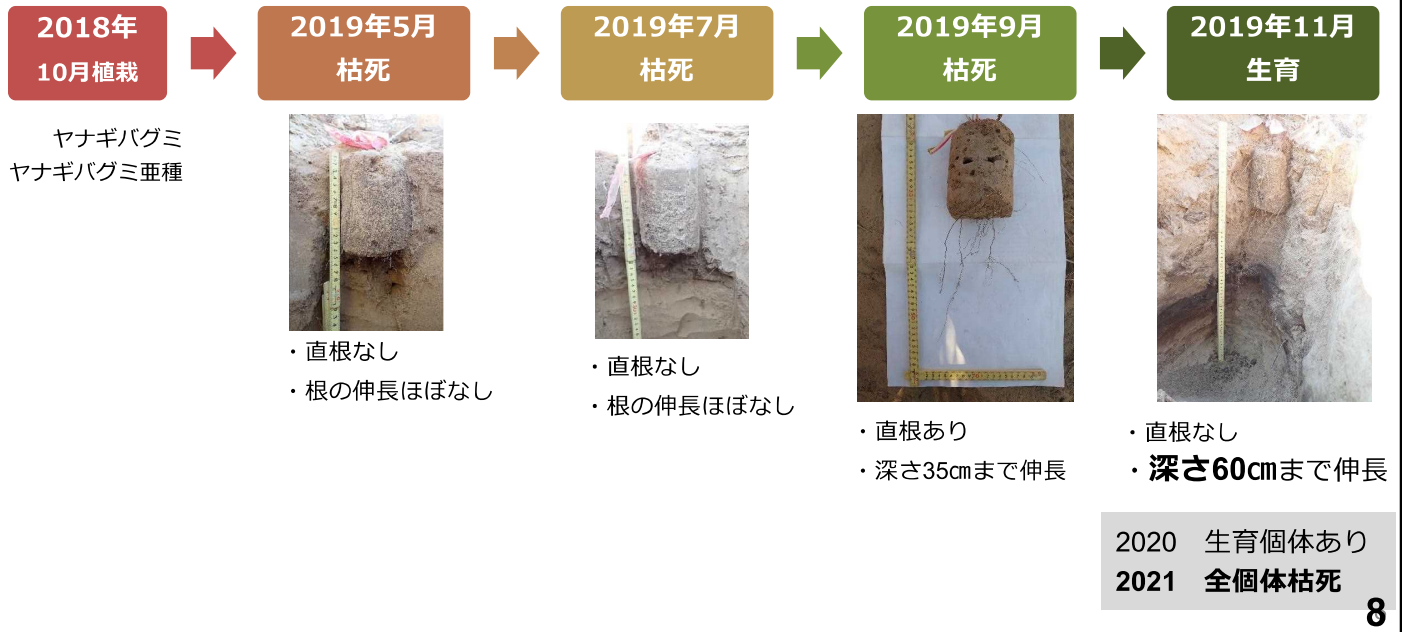 2018年
10月植栽
2019年5月
枯死
2019年7月
枯死
2019年9月
枯死
2019年11月
生育
ヤナギバグミ
ヤナギバグミ亜種
・直根なし
・根の伸長ほぼなし
・直根なし
・根の伸長ほぼなし
・直根あり
・深さ35㎝まで伸長
・直根なし
・深さ60㎝まで伸長
2020　生育個体あり
2021　全個体枯死
8